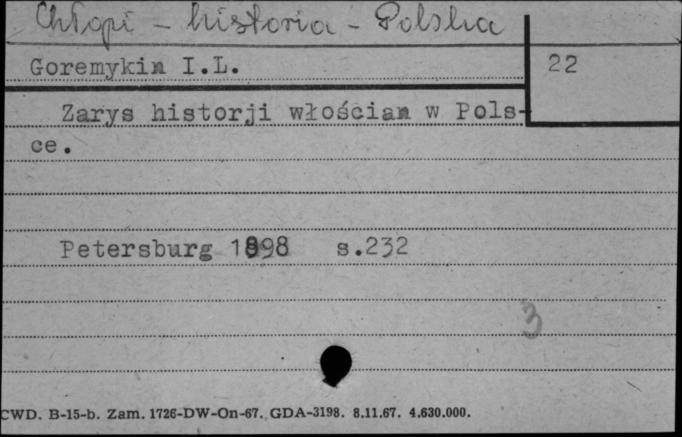 Chłopi - historia - Polska
Goremykin I.L.
22
Zarys historji włościan w Pols-
ce.
Petersburg 1898 s.232
3
CWD. B-15-b. Zam. 1726-DW-On-67. GDA-3198. 8.11.67. 4.630.000.